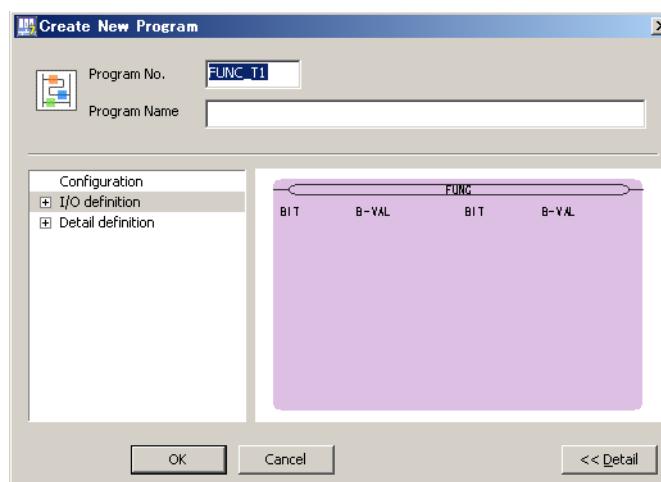 Create New Program
Program No. FUNC_T1
Program Name
Configuration
I/O definition
Detail definition
FUNC
BIT B-VAL BIT B-VAL
OK Cancel << Detail